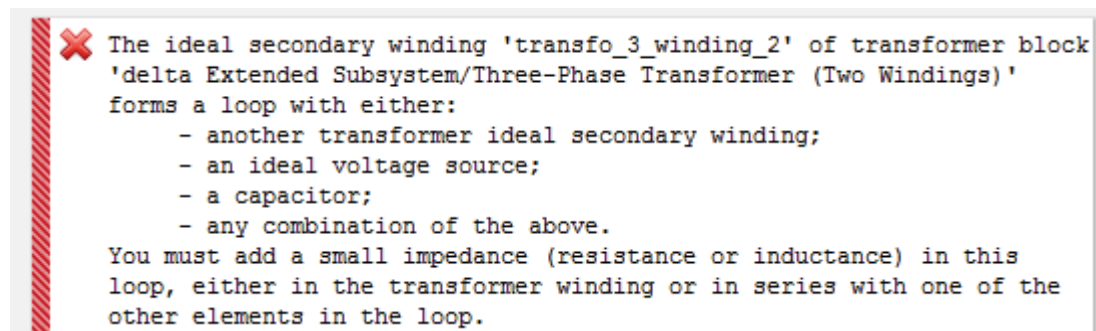 The ideal secondary winding 'transfo_3_winding_2' of transformer block
'delta Extended Subsystem/Three-Phase Transformer (Two Windings)'
forms a loop with either:
- another transformer ideal secondary winding;
- an ideal voltage source;
- a capacitor;
- any combination of the above.
You must add a small impedance (resistance or inductance) in this
loop, either in the transformer winding or in series with one of the
other elements in the loop.